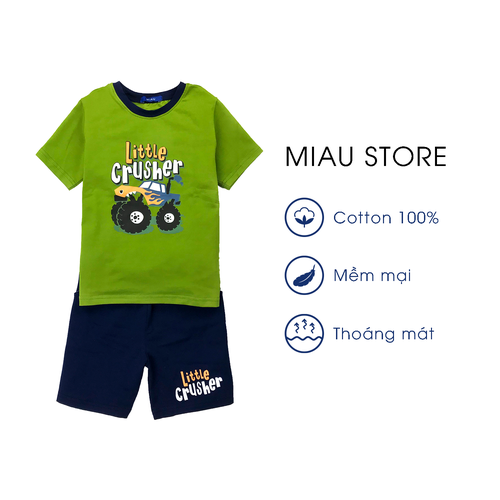 Little
Crusher
MIAU STORE
Cotton 100%
Mềm mại
Thoáng mát
Little
Crusher